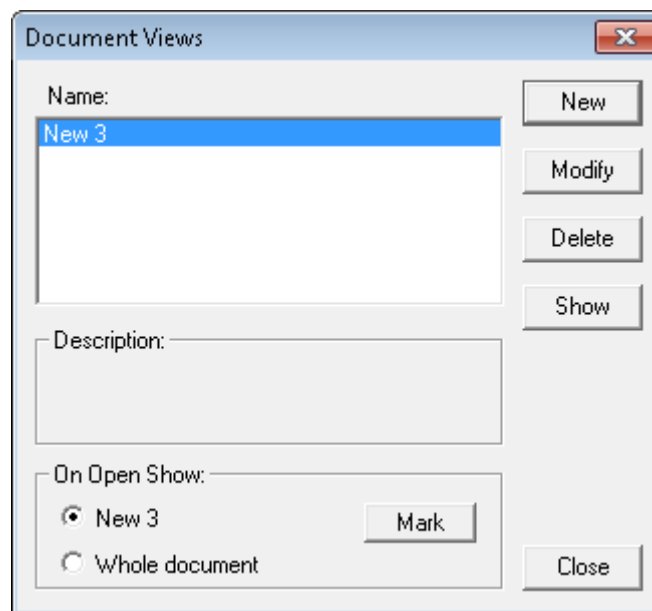 Document Views
Name:
New
New 3
Modify
Delete
Show
Description:
On Open Show:
New 3
Mark
Whole document
Close